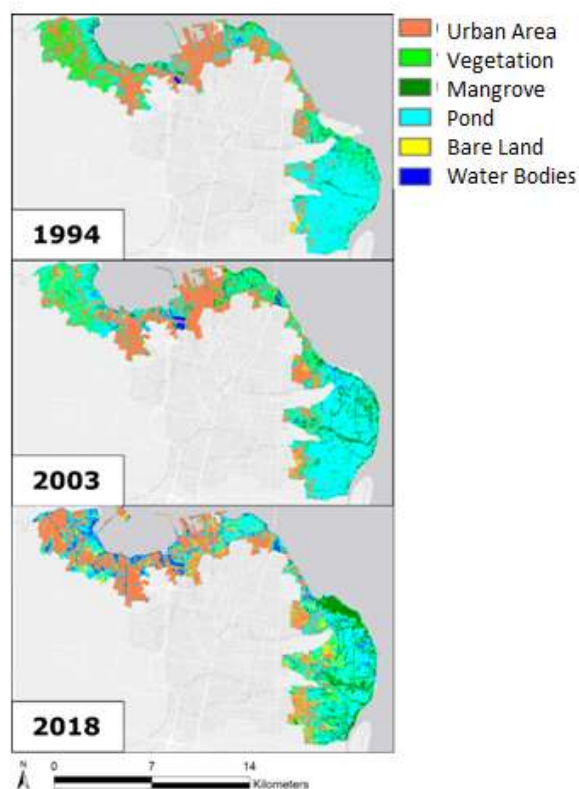 Urban Area
Vegetation
Mangrove
Pond
Bare Land
Water Bodies
1994
2003
2018
N
0 7 14
Kilometers